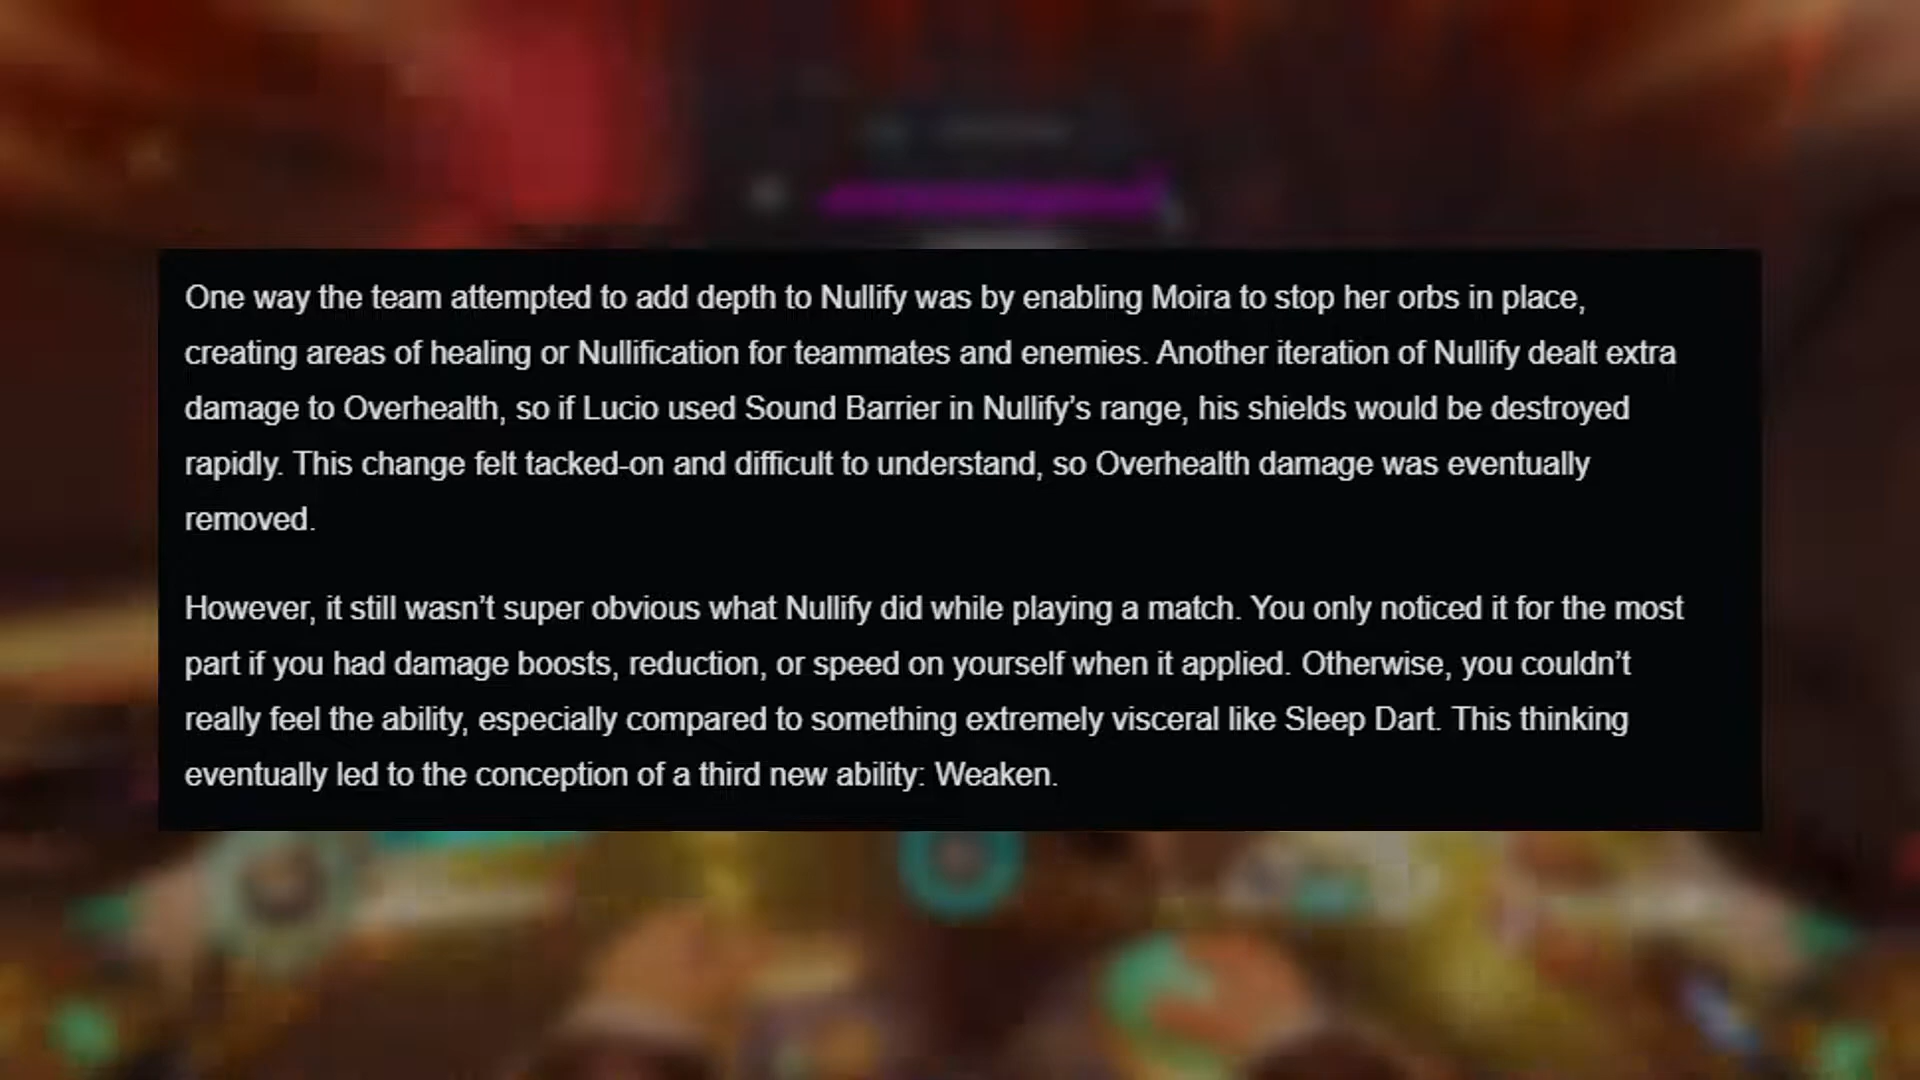 One way the team attempted to add depth to Nullify was by enabling Moira to stop her orbs in place,
creating areas of healing or Nullification for teammates and enemies. Another iteration of Nullify dealt extra
damage to Overhealth, so if Lucio used Sound Barrier in Nullify’s range, his shields would be destroyed
rapidly. This change felt tacked-on and difficult to understand, so Overhealth damage was eventually
removed.
However, it still wasn’t super obvious what Nullify did while playing a match. You only noticed it for the most
part if you had damage boosts, reduction, or speed on yourself when it applied. Otherwise, you couldn’t
really feel the ability, especially compared to something extremely visceral like Sleep Dart. This thinking
eventually led to the conception of a third new ability: Weaken.